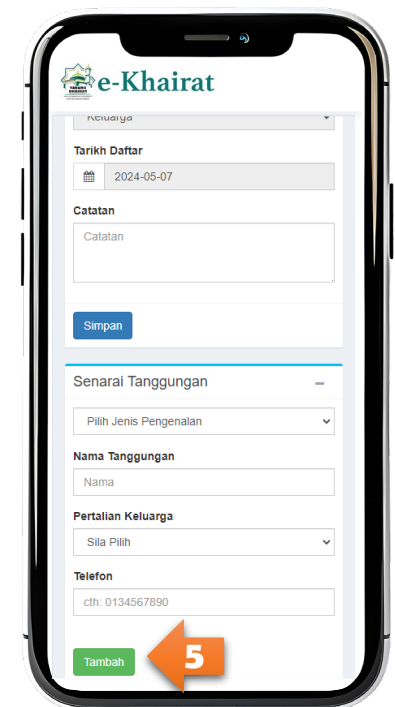 e-Khairat
Keluarga
Tarikh Daftar
2024-05-07
Catatan
Catatan
Simpan
Senarai Tanggungan
Pilih Jenis Pengenalan
Nama Tanggungan
Nama
Pertalian Keluarga
Sila Pilih
Telefon
cth: 0134567890
Tambah
5